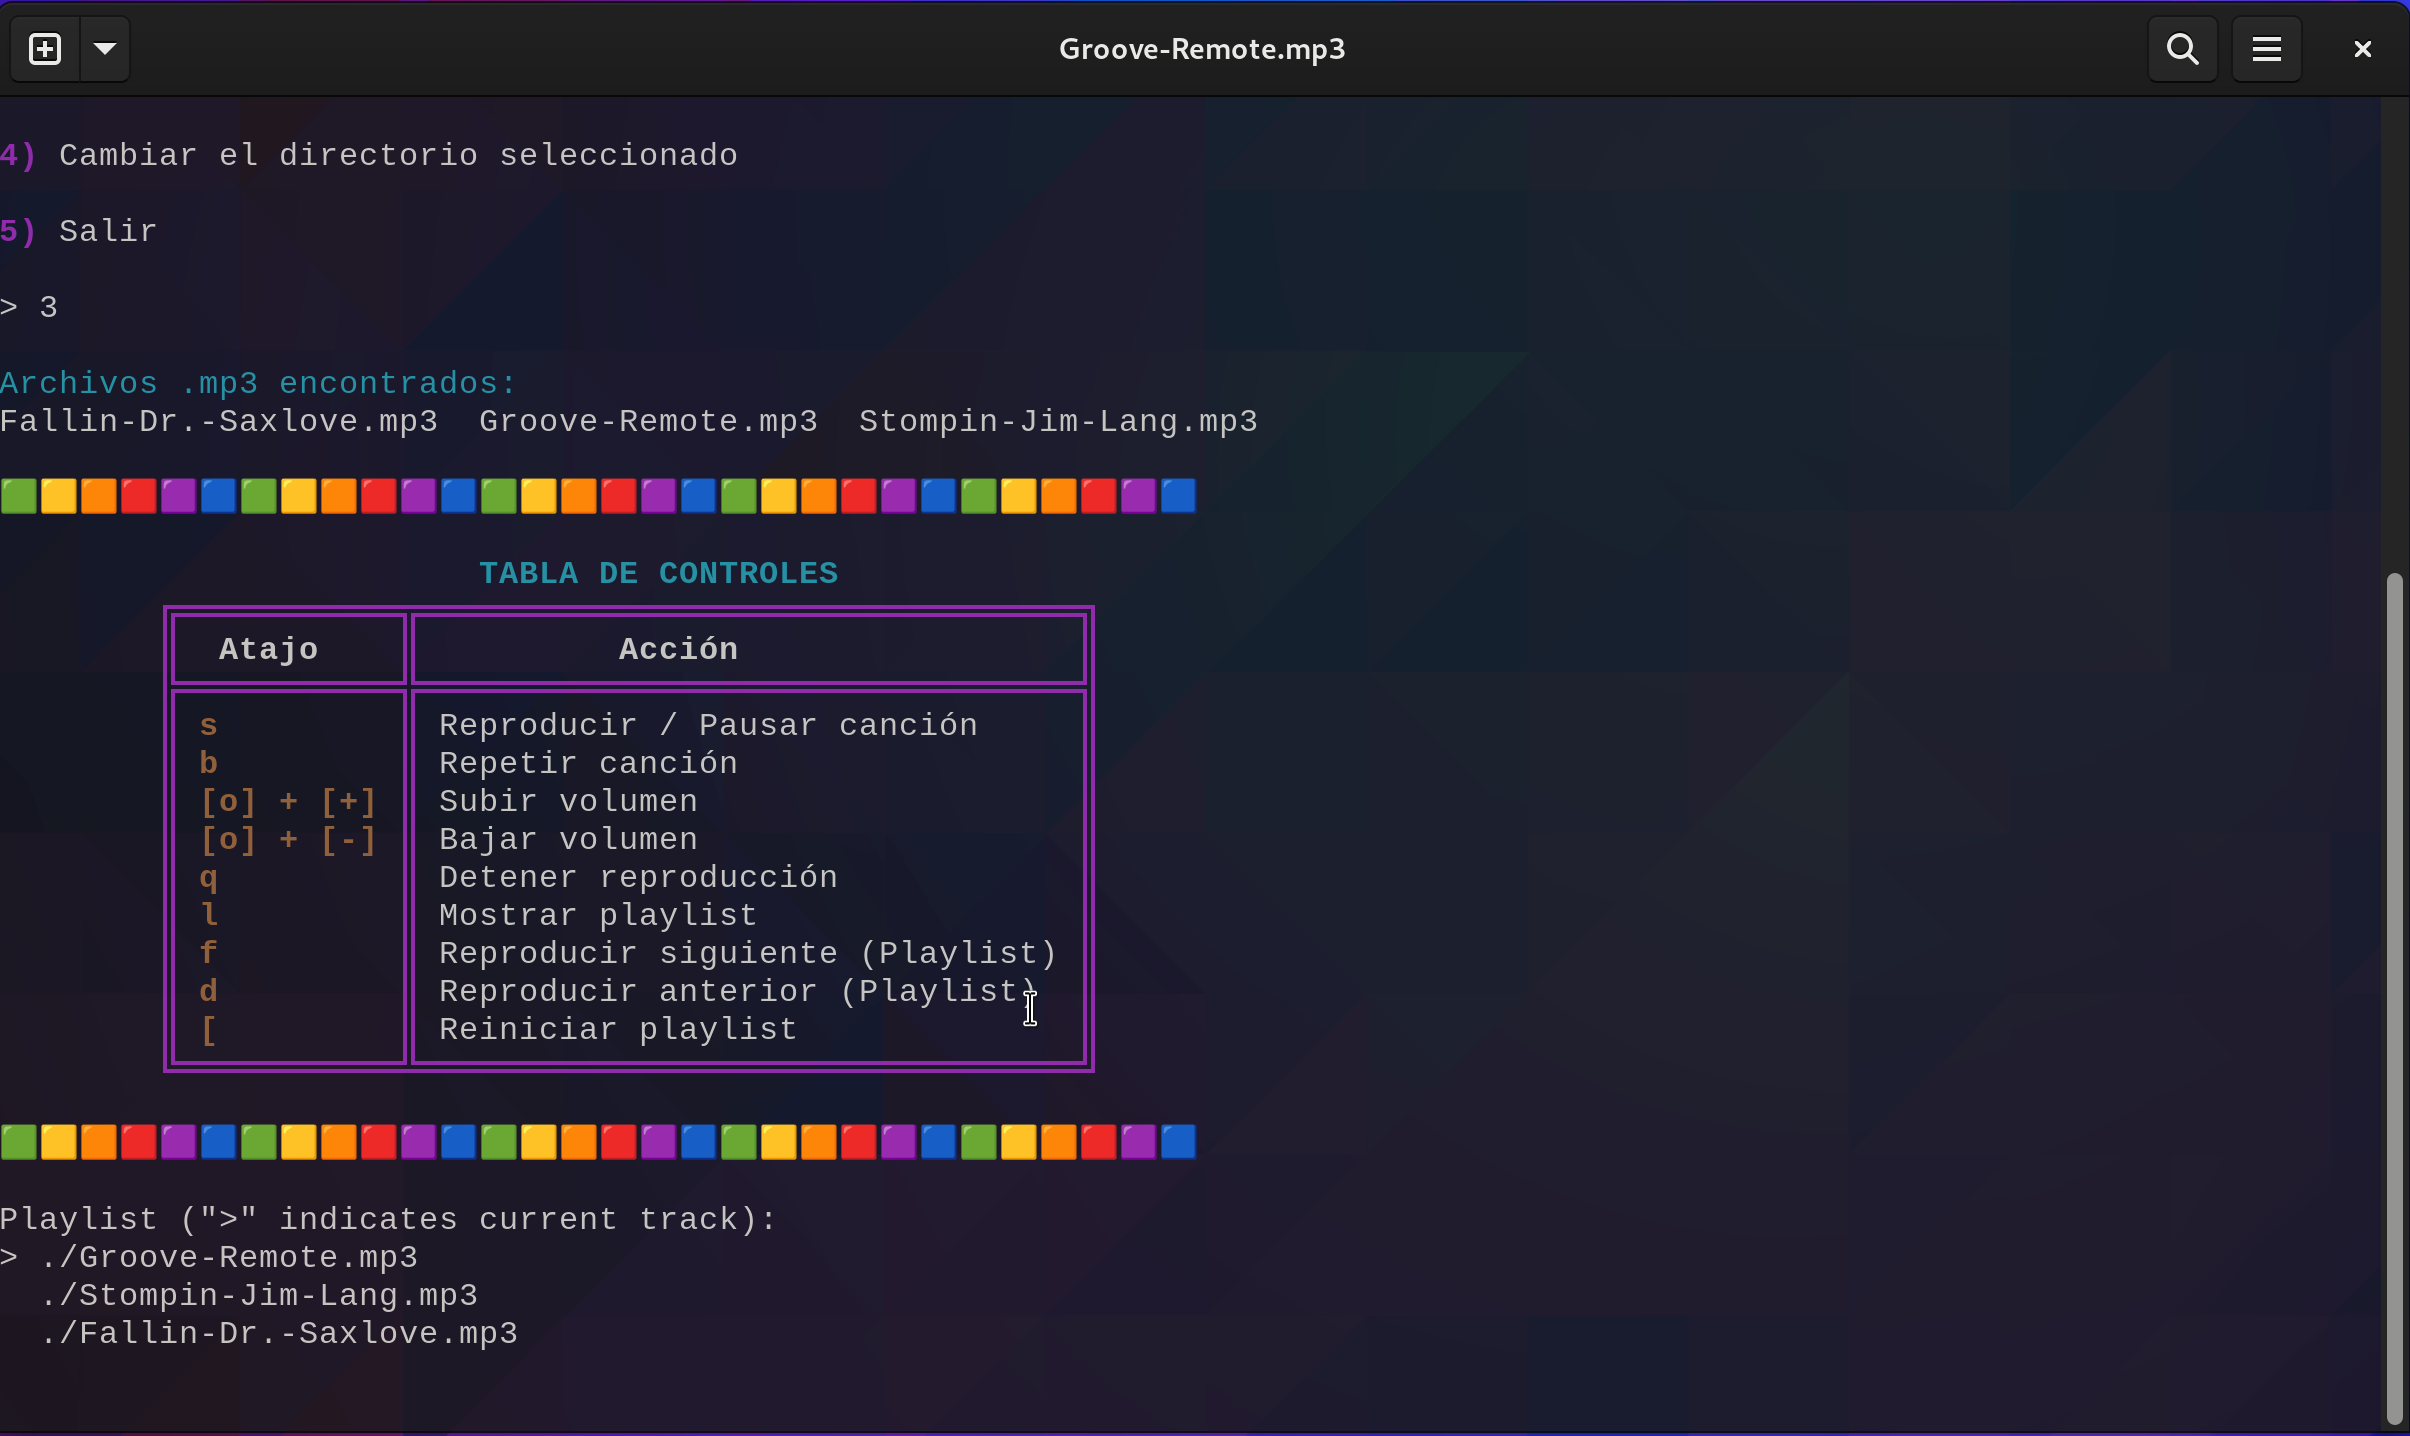 Groove-Remote.mp3
4) Cambiar el directorio seleccionado
5) Salir
> 3
Archivos .mp3 encontrados:
Fallin-Dr.-Saxlove.mp3  Groove-Remote.mp3  Stompin-Jim-Lang.mp3
TABLA DE CONTROLES
Atajo  Acción
s  Reproducir / Pausar canción
b  Repetir canción
[o] + [+]  Subir volumen
[o] + [-]  Bajar volumen
q  Detener reproducción
l  Mostrar playlist
f  Reproducir siguiente (Playlist)
d  Reproducir anterior (Playlist)
[  Reiniciar playlist
Playlist (">" indicates current track):
> ./Groove-Remote.mp3
./Stompin-Jim-Lang.mp3
./Fallin-Dr.-Saxlove.mp3